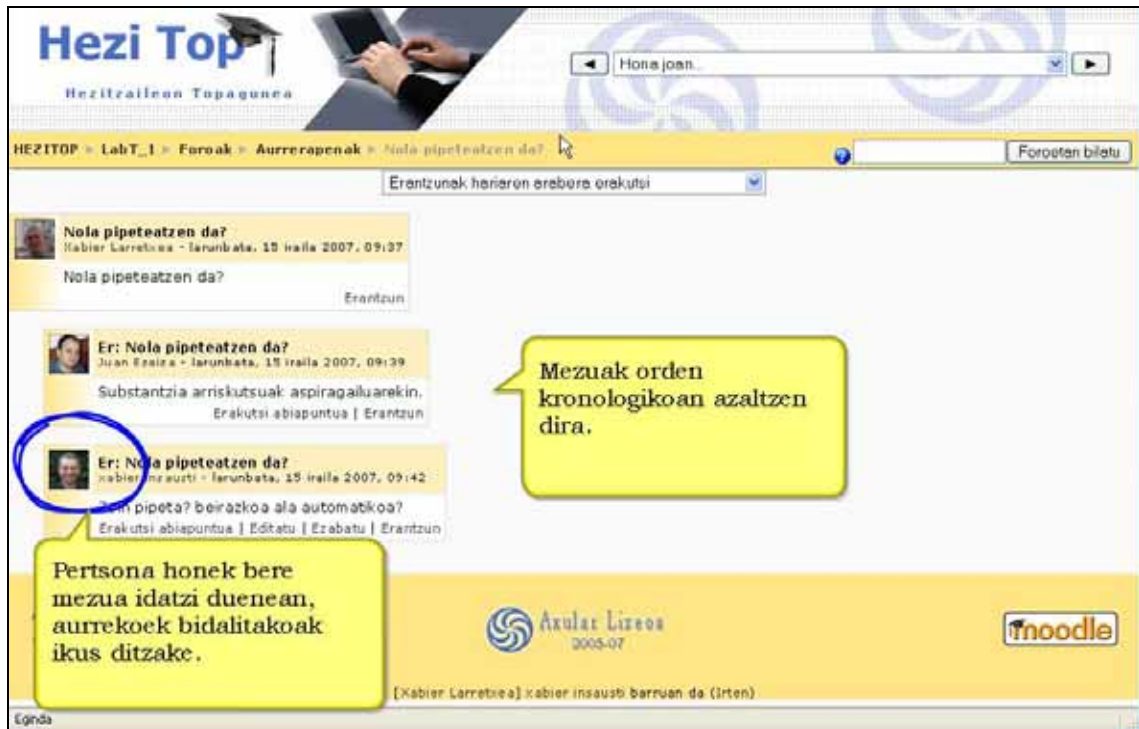 Hezi Top
Hezitzaileon Topagunea
Hona joan...
HEZITOP » LabT_1 » Foroak » Aurrerapenak » Nola pipeteatzen da?
Foroetan bilatu
Erantzunak hariaren arabera erakutsi
Nola pipeteatzen da?
Xabier Larretxea - larunbata, 15 iraila 2007, 09:37
Nola pipeteatzen da?
Erantzun
Er: Nola pipeteatzen da?
Juan - larunbata, 15 iraila 2007, 09:39
Substantzia arriskutsuak aspiragailuarekin.
Erakutsi abiapuntua | Erantzun
Mezuak orden
kronologikoan azaltzen
dira.
Er: Nola pipeteatzen da?
xabier insausti - larunbata, 15 iraila 2007, 09:42
Zein pipeta? beirazkoa ala automatikoa?
Erakutsi abiapuntua | Editatu | Ezabatu | Erantzun
Pertsona honek bere
mezua idatzi duenean,
aurrekoek bidalitakoak
ikus ditzake.
Axular Lizeoa
2005-07
moodle
[Xabier Larretxea] xabier insausti barruan da (Irten)
Eginda